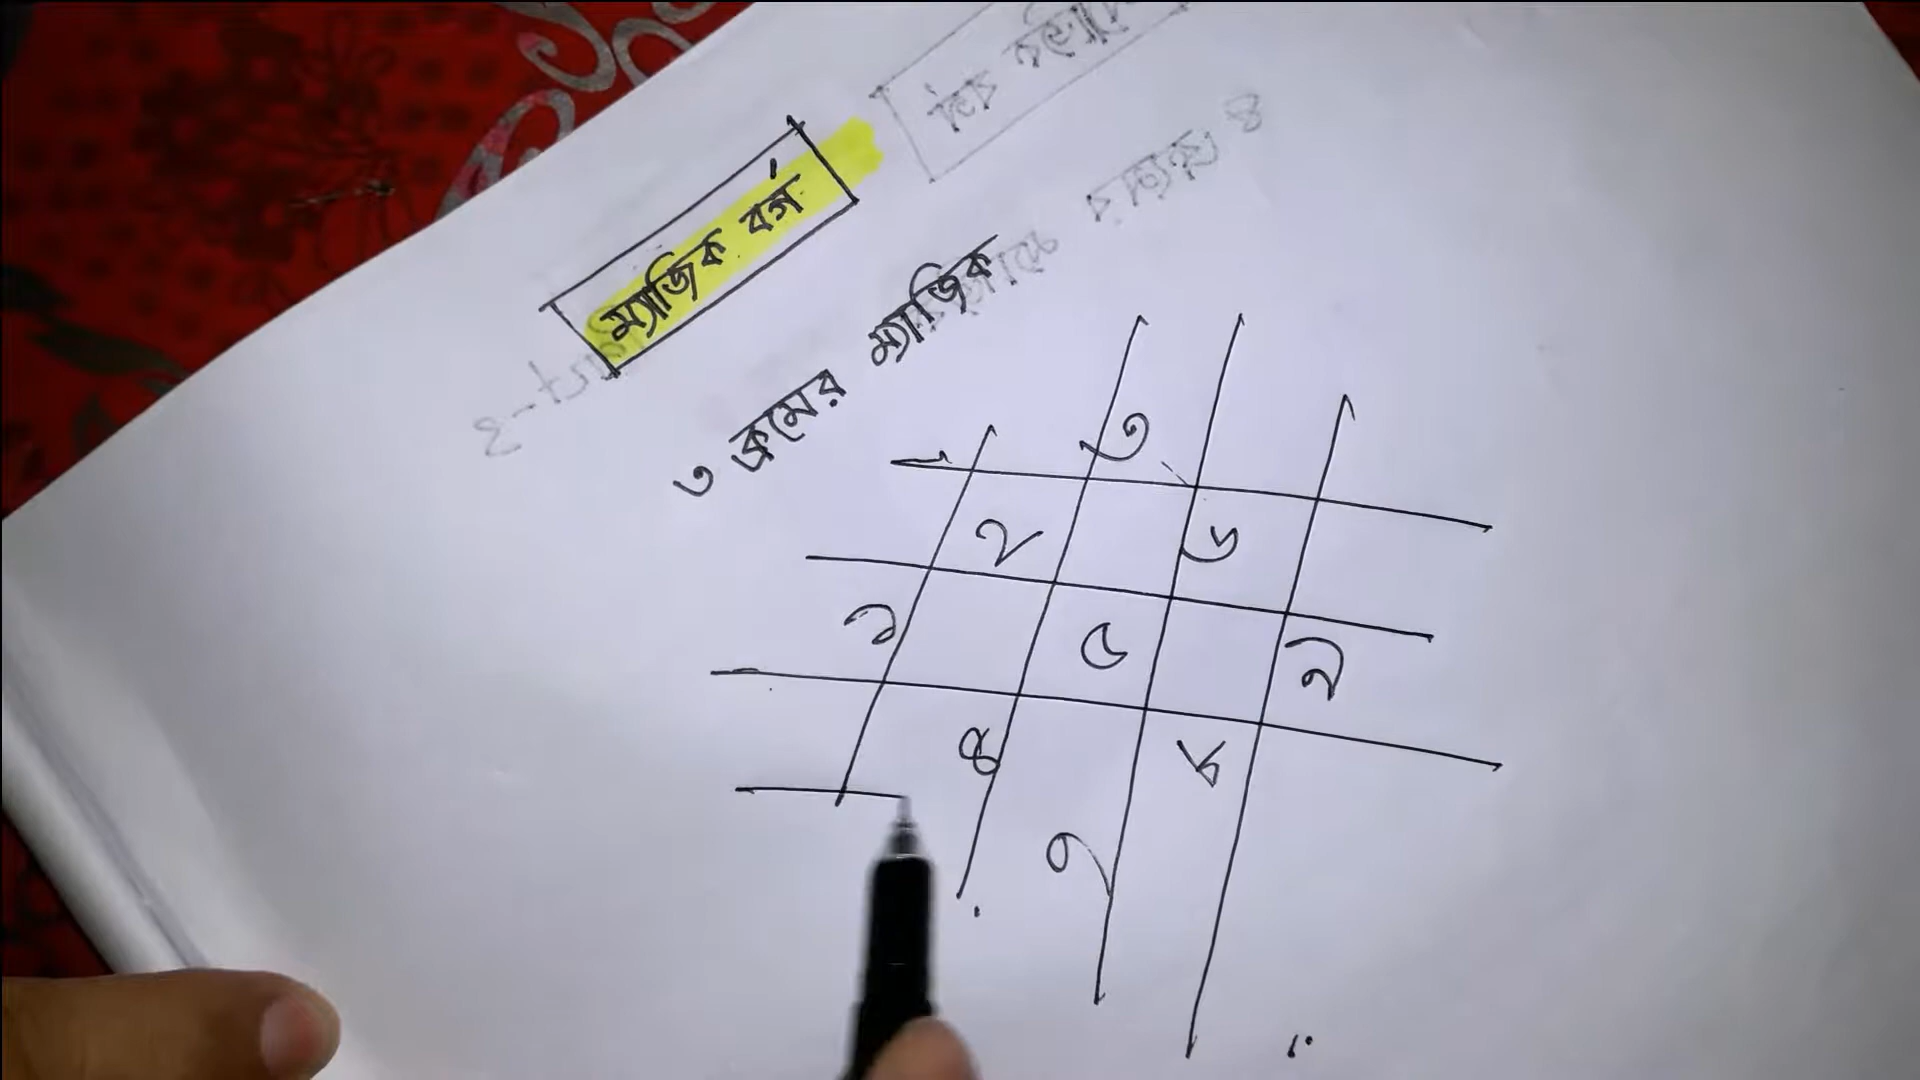 ম্যাজিক বর্গ
৩ ক্রমের ম্যাজিক
৩
২ ৬
১ ৫ ৯
৪ ৮
৭